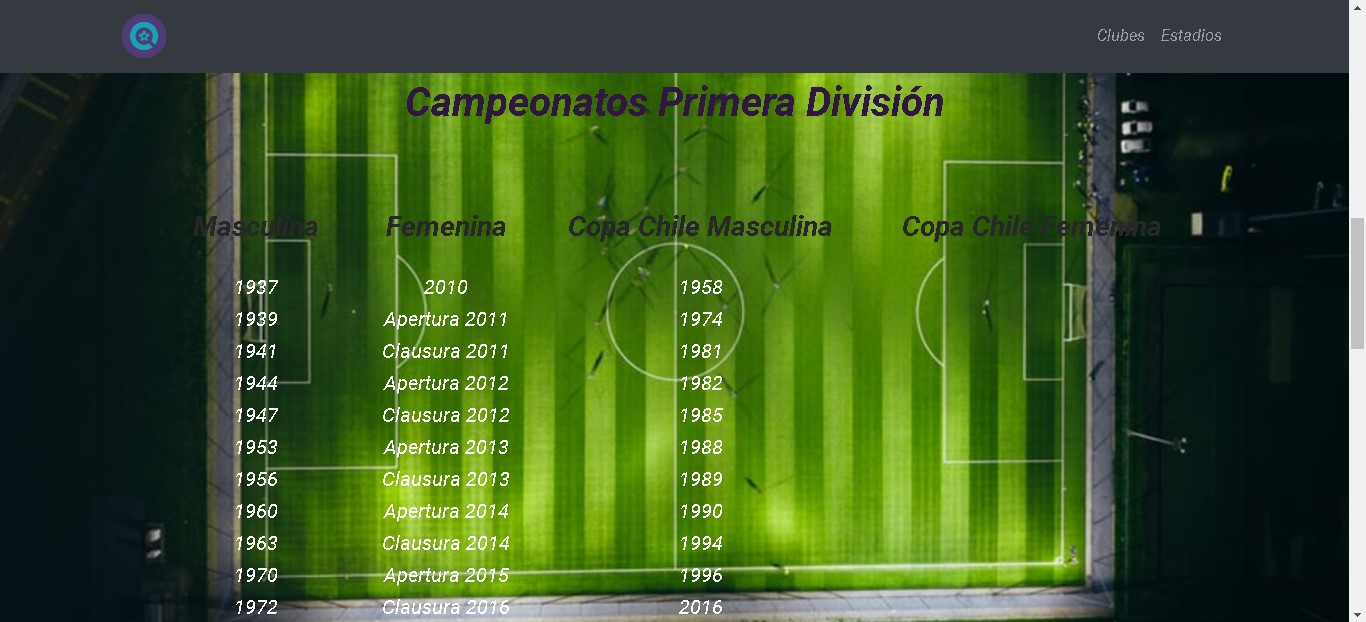 Clubes Estadios
Campeonatos Primera División
Masculina Femenina Copa Chile Masculina Copa Chile Femenina
1937 2010 1958
1939 Apertura 2011 1974
1941 Clausura 2011 1981
1944 Apertura 2012 1982
1947 Clausura 2012 1985
1953 Apertura 2013 1988
1956 Clausura 2013 1989
1960 Apertura 2014 1990
1963 Clausura 2014 1994
1970 Apertura 2015 1996
1972 Clausura 2016 2016